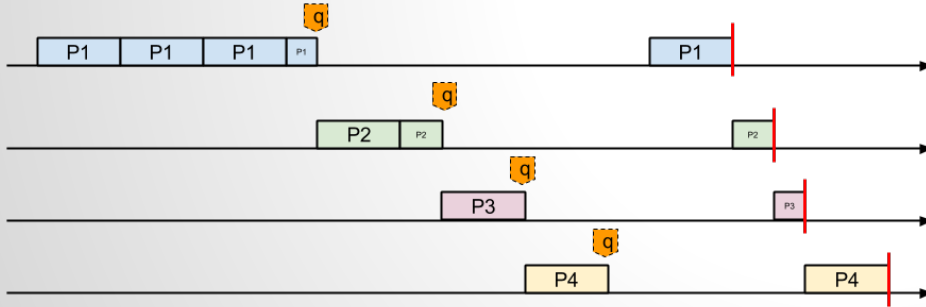 q
P1 P1 P1 P1 P1
q
P2 P2 P2
q
P3 P3
q
P4 P4